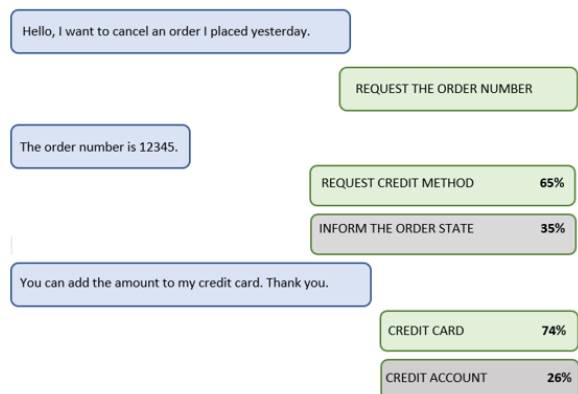 Hello, I want to cancel an order I placed yesterday.
REQUEST THE ORDER NUMBER
The order number is 12345.
REQUEST CREDIT METHOD 65%
INFORM THE ORDER STATE 35%
You can add the amount to my credit card. Thank you.
CREDIT CARD 74%
CREDIT ACCOUNT 26%